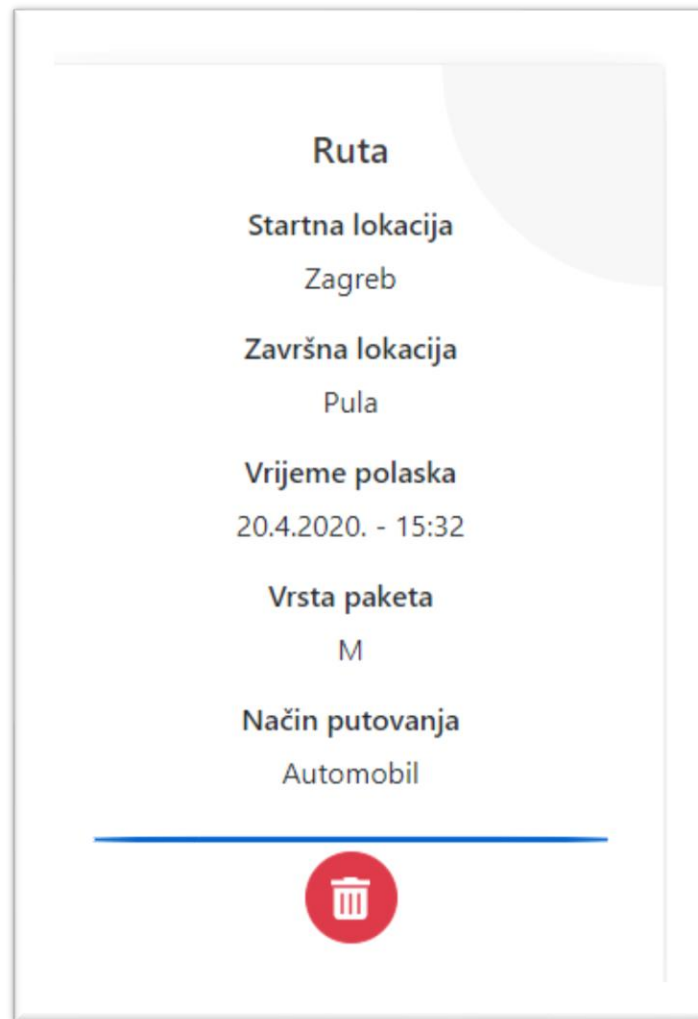 Ruta
Startna lokacija
Zagreb
Završna lokacija
Pula
Vrijeme polaska
20.4.2020. - 15:32
Vrsta paketa
M
Način putovanja
Automobil